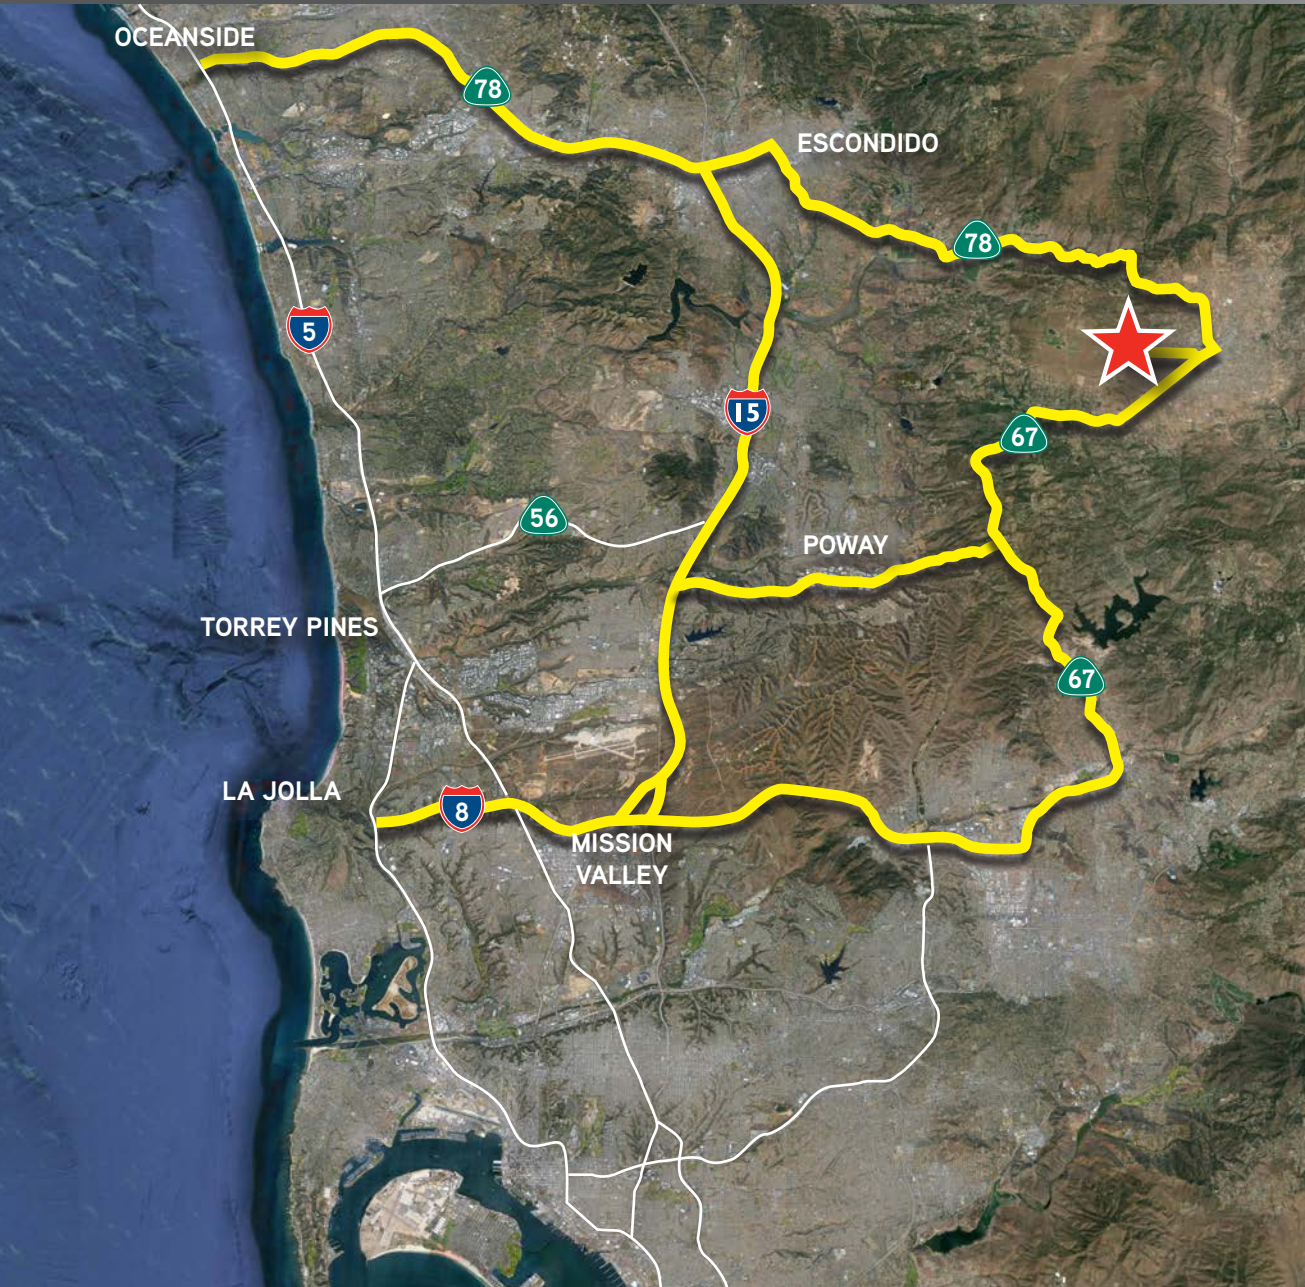 OCEANSIDE
78
ESCONDIDO
78
5
15
67
56
POWAY
TORREY PINES
67
LA JOLLA
8
MISSION
VALLEY